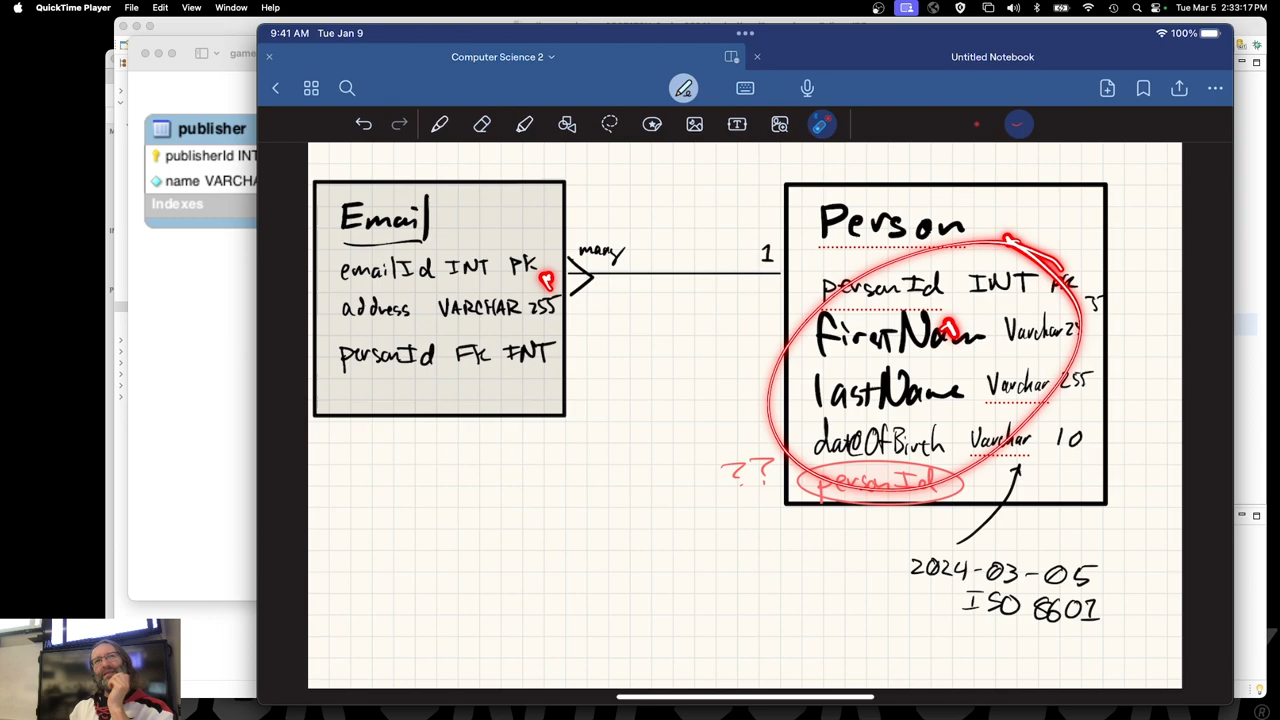 QuickTime Player File Edit View Window Help Tue Mar 5 2:33:17 PM
game
publisher
publisherId INT
name VARCHA
Indexes
9:41 AM Tue Jan 9 100%
Computer Science 2
Untitled Notebook
Email
emailId INT PK
address VARCHAR 255
personId FK INT
many
1
Person
personId INT PK
firstName Varchar 255
lastName Varchar 255
dateOfBirth Varchar 10
?? personId
2024-03-05
ISO 8601